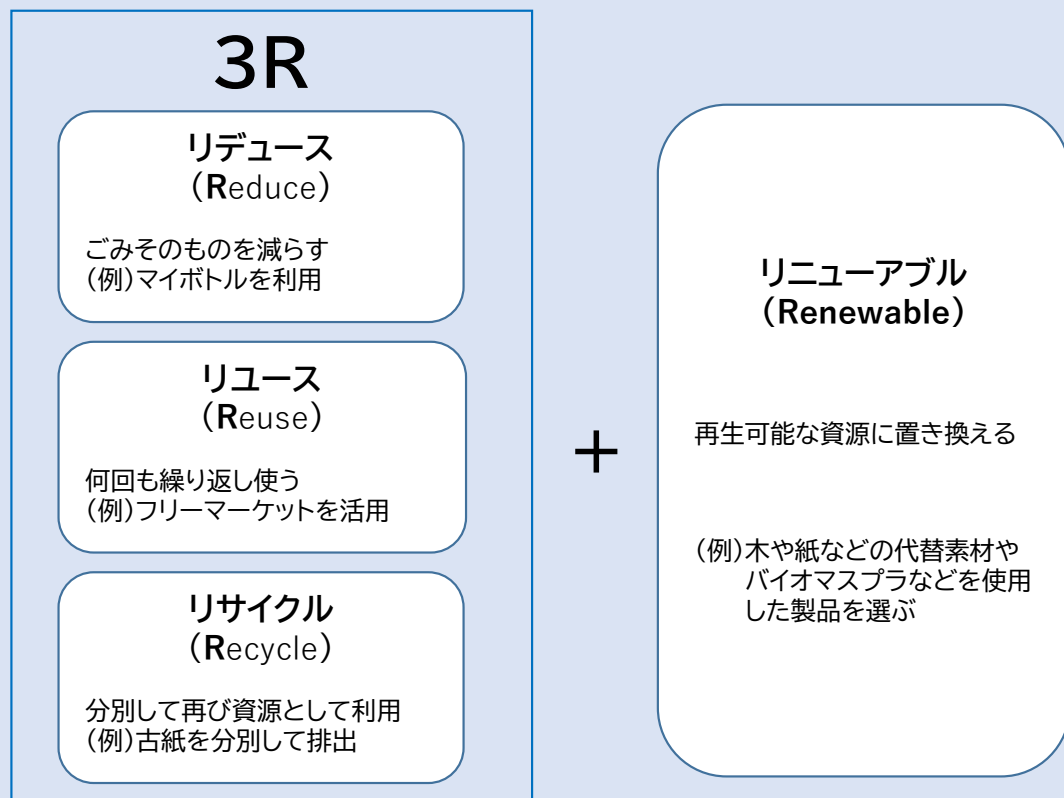 3R
リデュース
(Reduce)
ごみそのものを減らす
(例)マイボトルを利用
リユース
(Reuse)
何回も繰り返し使う
(例)フリーマーケットを活用
リサイクル
(Recycle)
分別して再び資源として利用
(例)古紙を分別して排出
+
リニューアブル
(Renewable)
再生可能な資源に置き換える
(例)木や紙などの代替素材や
バイオマスプラなどを使用
した製品を選ぶ